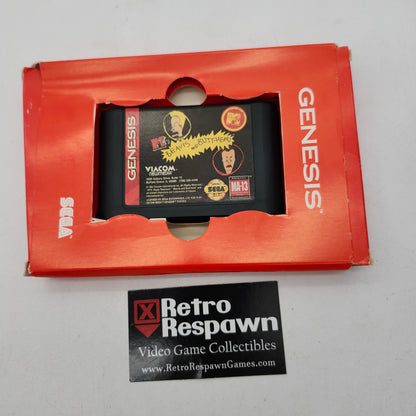 GENESIS
MTV's
BEAVIS
AND
BUTT-HEAD
VIACOM
newmedia
SEGA
MA-13
GENESIS
SEGA
Retro
Respawn
Video Game Collectibles
www.RetroRespawnGames.com